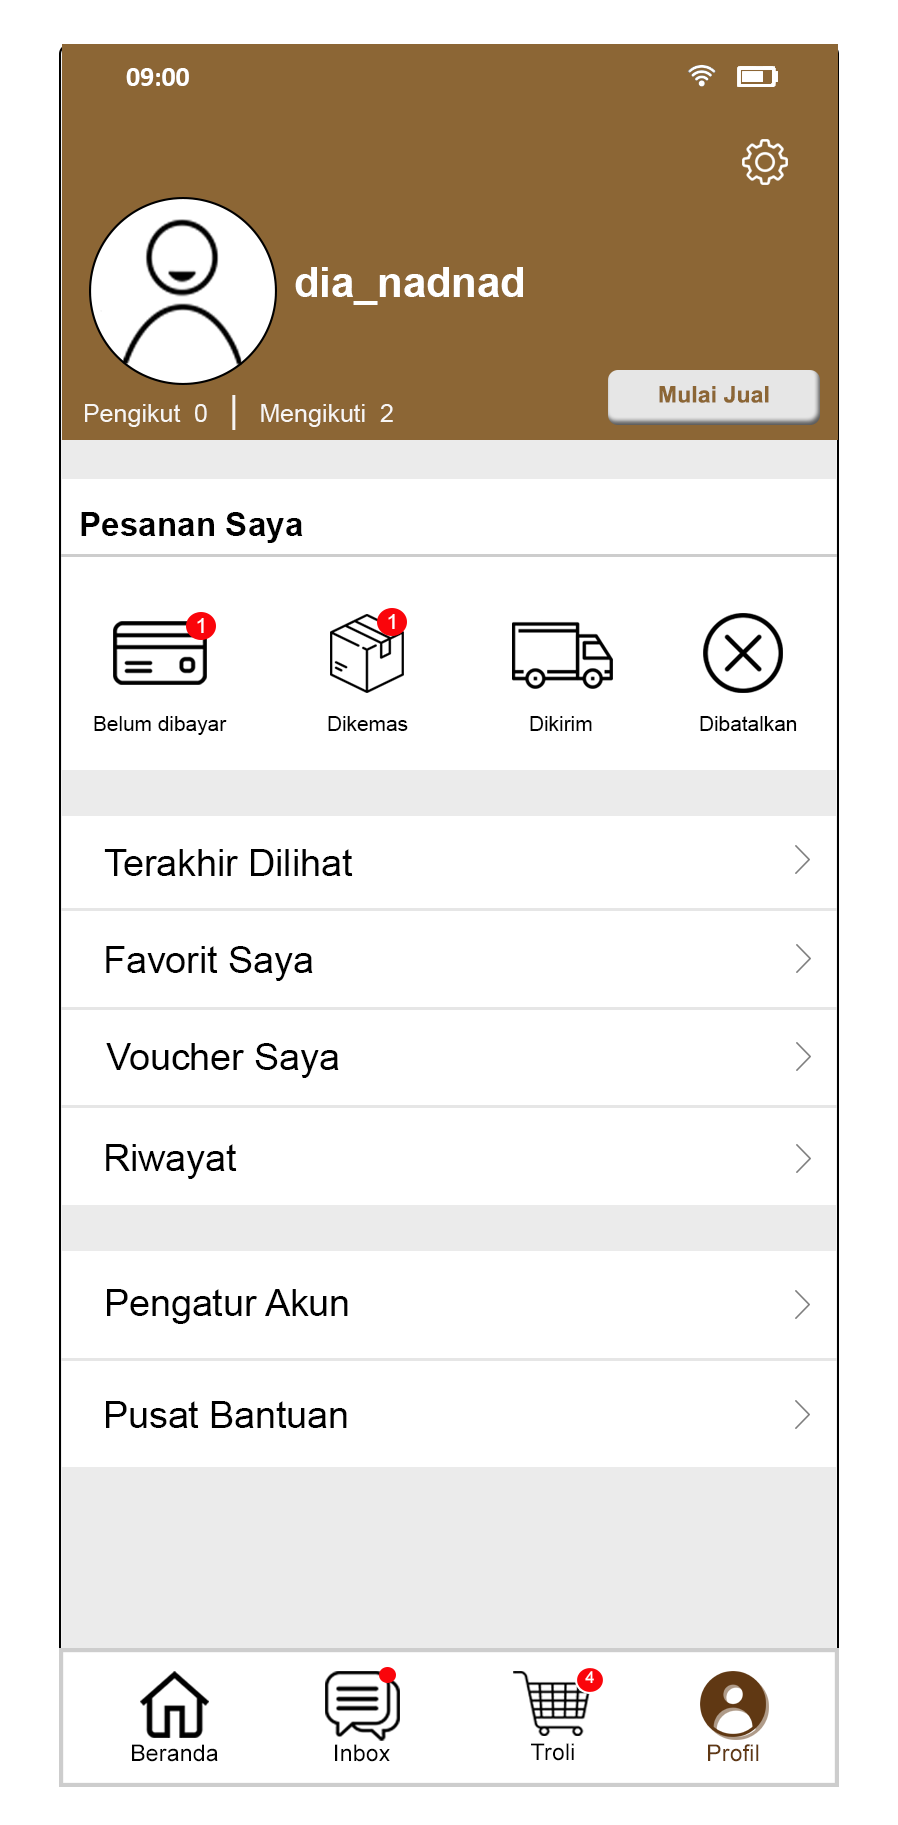 09:00
dia_nadnad
Pengikut 0 | Mengikuti 2
Mulai Jual
Pesanan Saya
1
1
Belum dibayar
Dikemas
Dikirim
Dibatalkan
Terakhir Dilihat
Favorit Saya
Voucher Saya
Riwayat
Pengatur Akun
Pusat Bantuan
4
Beranda
Inbox
Troli
Profil